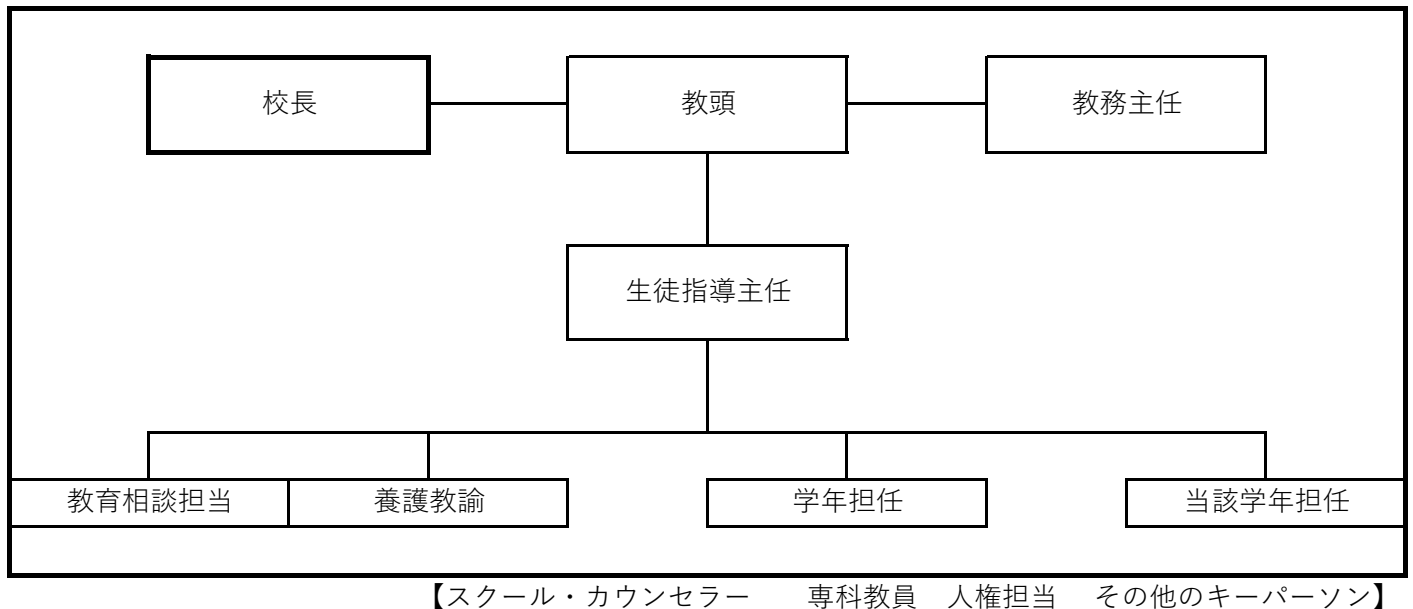 校長　教頭　教務主任
生徒指導主任
教育相談担当　養護教諭　学年担任　当該学年担任
【スクール・カウンセラー　　専科教員　人権担当　その他のキーパーソン】